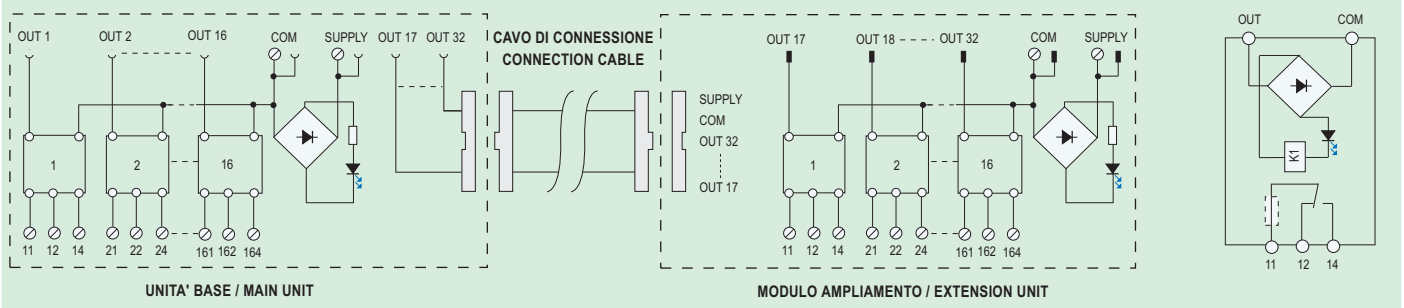 OUT 1 OUT 2 OUT 16 COM SUPPLY OUT 17 OUT 32
1 2 16
11 12 14 21 22 24 161 162 164
UNITA' BASE / MAIN UNIT
CAVO DI CONNESSIONE
CONNECTION CABLE
OUT 17 OUT 18 OUT 32 COM SUPPLY
SUPPLY
COM
OUT 32
OUT 17
1 2 16
11 12 14 21 22 24 161 162 164
MODULO AMPLIAMENTO / EXTENSION UNIT
OUT COM
K1
11 12 14